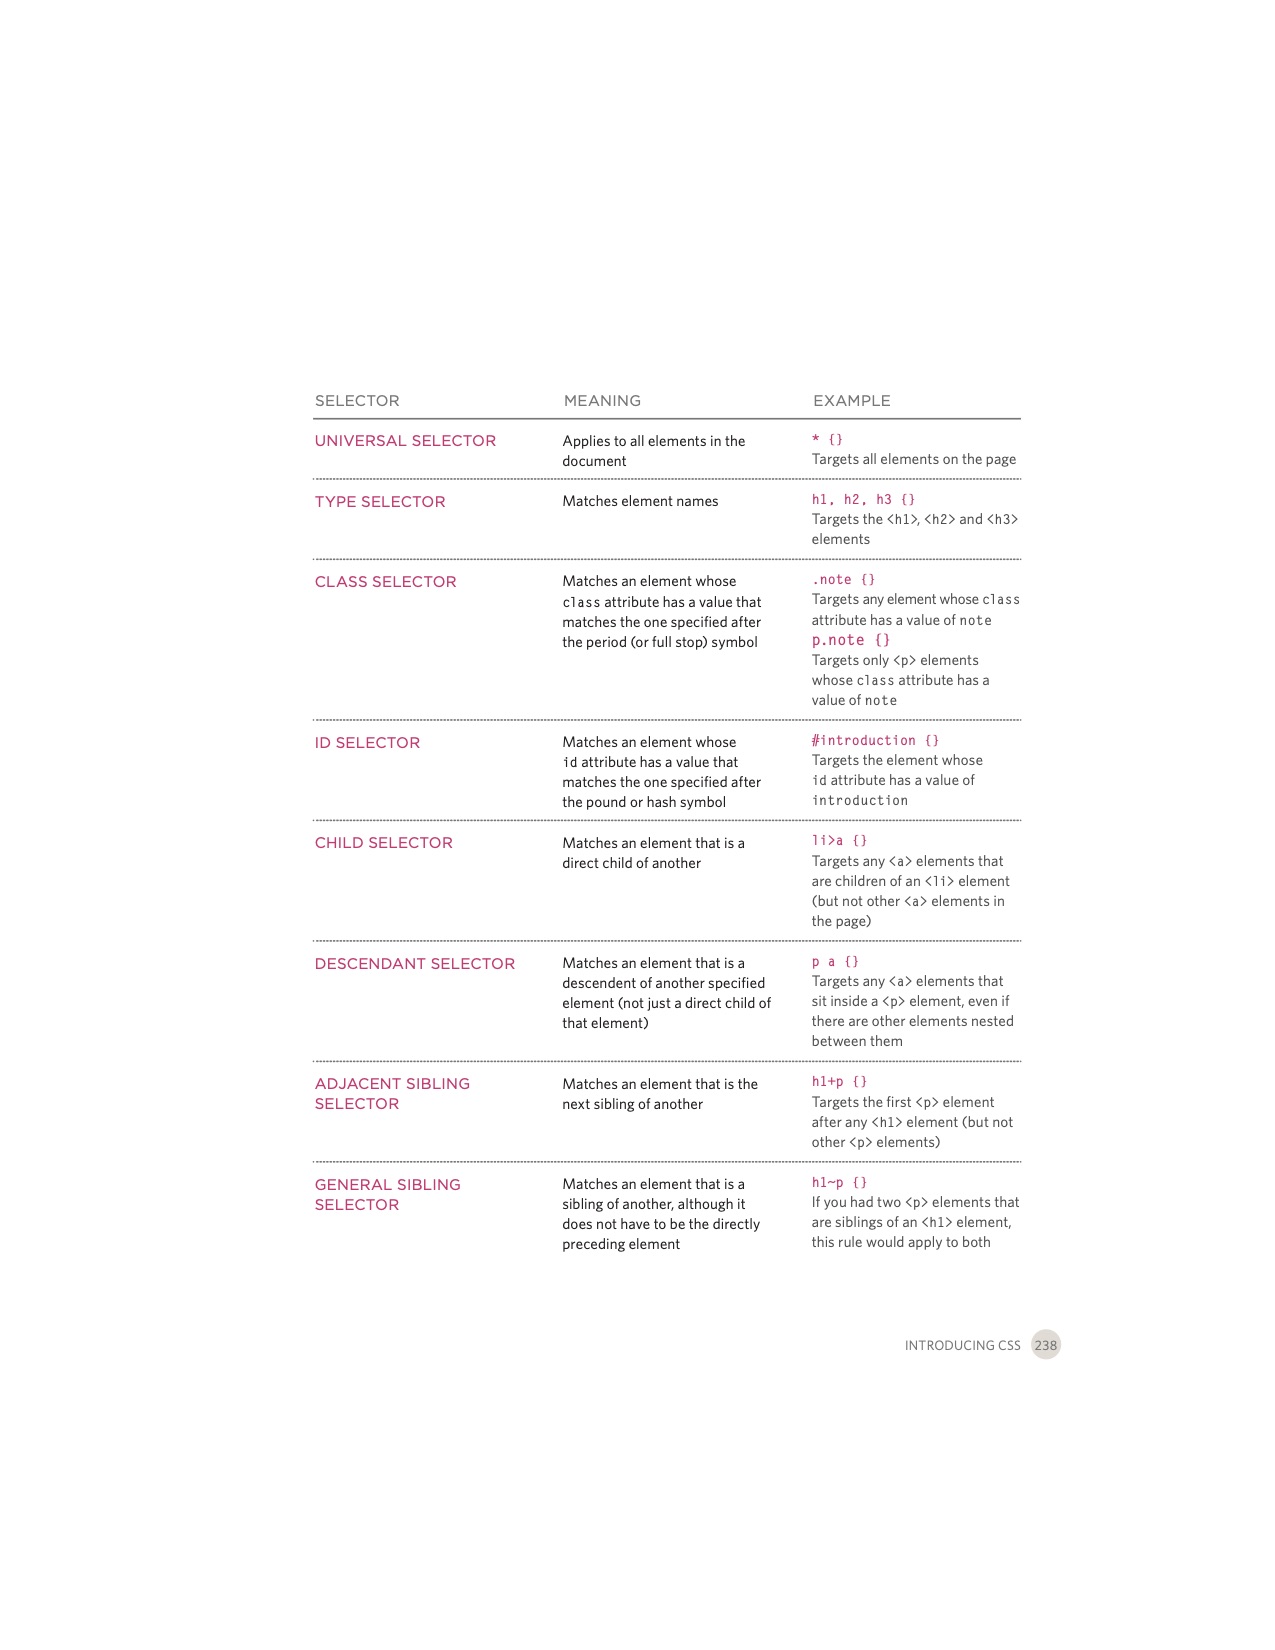 SELECTOR MEANING EXAMPLE
UNIVERSAL SELECTOR
Applies to all elements in the
document
* {}
Targets all elements on the page
TYPE SELECTOR
Matches element names
h1, h2, h3 {}
Targets the <h1>, <h2> and <h3>
elements
CLASS SELECTOR
Matches an element whose
class attribute has a value that
matches the one specified after
the period (or full stop) symbol
.note {}
Targets any element whose class
attribute has a value of note
p.note {}
Targets only <p> elements
whose class attribute has a
value of note
ID SELECTOR
Matches an element whose
id attribute has a value that
matches the one specified after
the pound or hash symbol
#introduction {}
Targets the element whose
id attribute has a value of
introduction
CHILD SELECTOR
Matches an element that is a
direct child of another
li>a {}
Targets any <a> elements that
are children of an <li> element
(but not other <a> elements in
the page)
DESCENDANT SELECTOR
Matches an element that is a
descendent of another specified
element (not just a direct child of
that element)
p a {}
Targets any <a> elements that
sit inside a <p> element, even if
there are other elements nested
between them
ADJACENT SIBLING
SELECTOR
Matches an element that is the
next sibling of another
h1+p {}
Targets the first <p> element
after any <h1> element (but not
other <p> elements)
GENERAL SIBLING
SELECTOR
Matches an element that is a
sibling of another, although it
does not have to be the directly
preceding element
h1~p {}
If you had two <p> elements that
are siblings of an <h1> element,
this rule would apply to both
INTRODUCING CSS 238